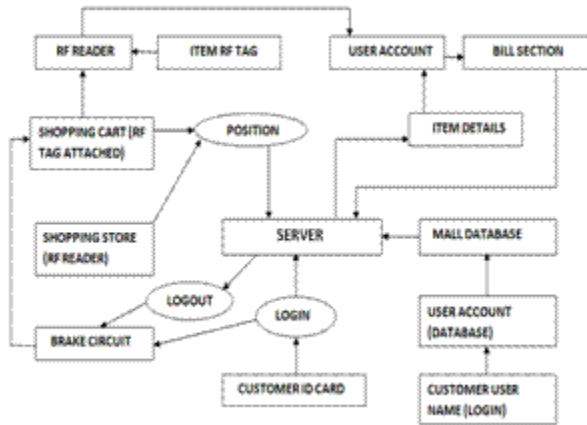 RF READER
ITEM RF TAG
USER ACCOUNT
BILL SECTION
SHOPPING CART (RF
TAG ATTACHED)
POSITION
ITEM DETAILS
SHOPPING STORE
(RF READER)
SERVER
MALL DATABASE
LOGOUT
LOGIN
USER ACCOUNT
(DATABASE)
BRAKE CIRCUIT
CUSTOMER ID CARD
CUSTOMER USER
NAME (LOGIN)